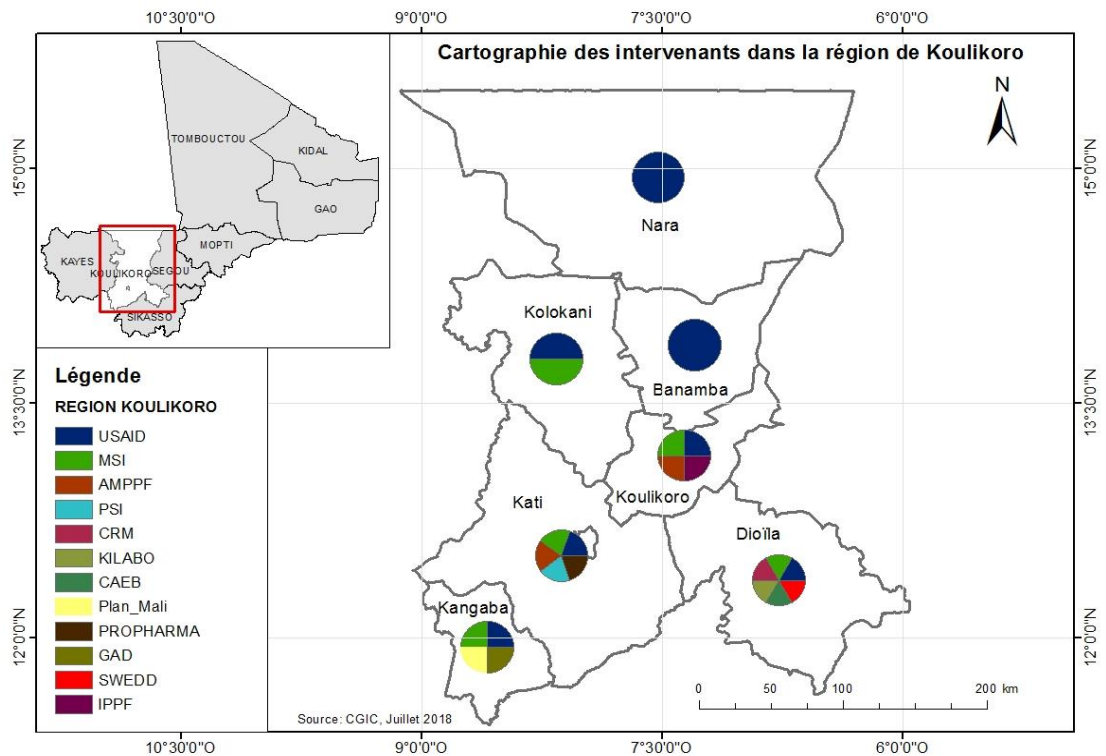 10°30'0"O 9°0'0"O 7°30'0"O 6°0'0"O
Cartographie des intervenants dans la région de Koulikoro
N
TOMBOUCTOU
KIDAL
GAO
MOPTI
KAYES
KOULIKORO
SEGOU
SIKASSO
15°0'0"N
15°0'0"N
Nara
Kolokani
Banamba
13°30'0"N
13°30'0"N
Koulikoro
Kati
Dioïla
Kangaba
12°0'0"N
12°0'0"N
Légende
REGION KOULIKORO
USAID
MSI
AMPPF
PSI
CRM
KILABO
CAEB
Plan_Mali
PROPHARMA
GAD
SWEDD
IPPF
0 50 100 200 km
Source: CGIC, Juillet 2018
10°30'0"O 9°0'0"O 7°30'0"O 6°0'0"O